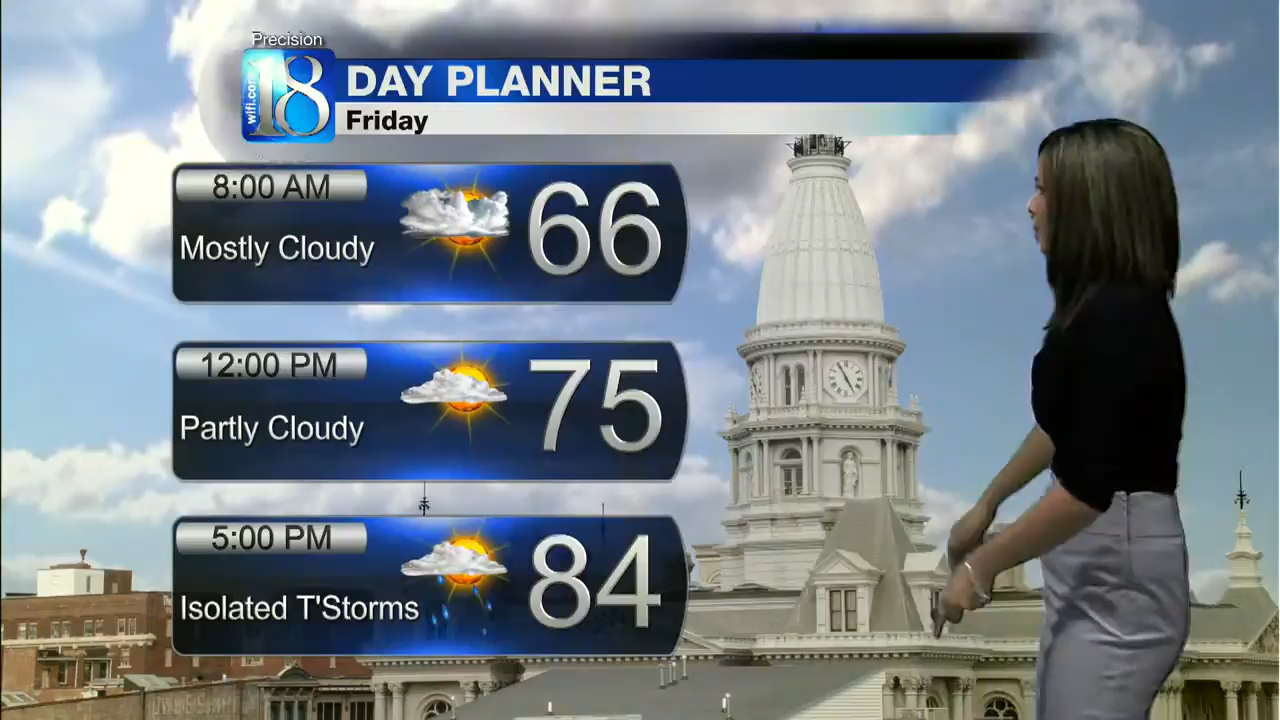 Precision
wlfi.com
18
DAY PLANNER
Friday
8:00 AM
Mostly Cloudy
66
12:00 PM
Partly Cloudy
75
5:00 PM
Isolated T'Storms
84